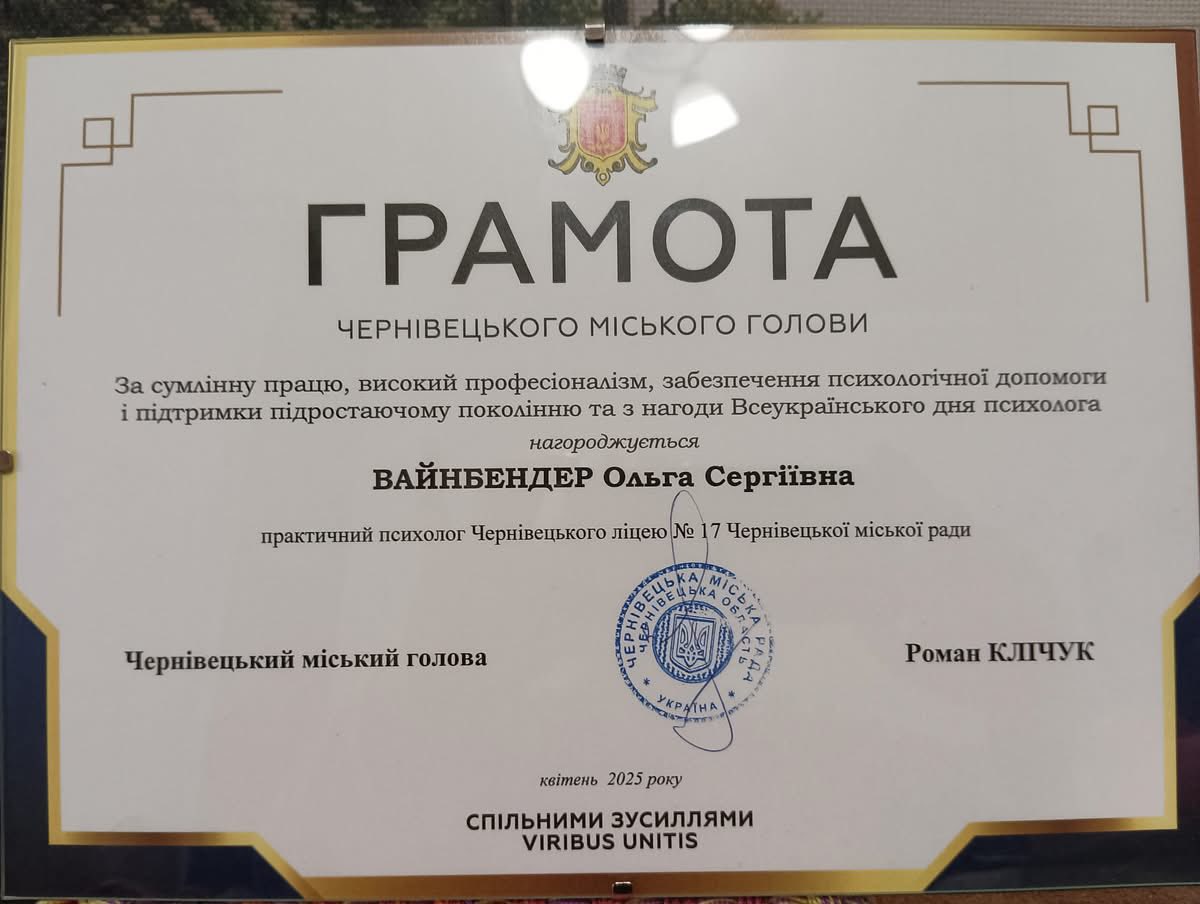 ГРАМОТА
ЧЕРНІВЕЦЬКОГО МІСЬКОГО ГОЛОВИ
За сумлінну працю, високий професіоналізм, забезпечення психологічної допомоги
і підтримки підростаючому поколінню та з нагоди Всеукраїнського дня психолога
нагороджується
ВАЙНБЕНДЕР Ольга Сергіївна
практичний психолог Чернівецького ліцею № 17 Чернівецької міської ради
ЧЕРНІВЕЦЬКА МІСЬКА РАДА
ЧЕРНІВЕЦЬКА ОБЛАСТЬ
* УКРАЇНА *
Чернівецький міський голова
Роман КЛІЧУК
квітень 2025 року
СПІЛЬНИМИ ЗУСИЛЛЯМИ
VIRIBUS UNITIS